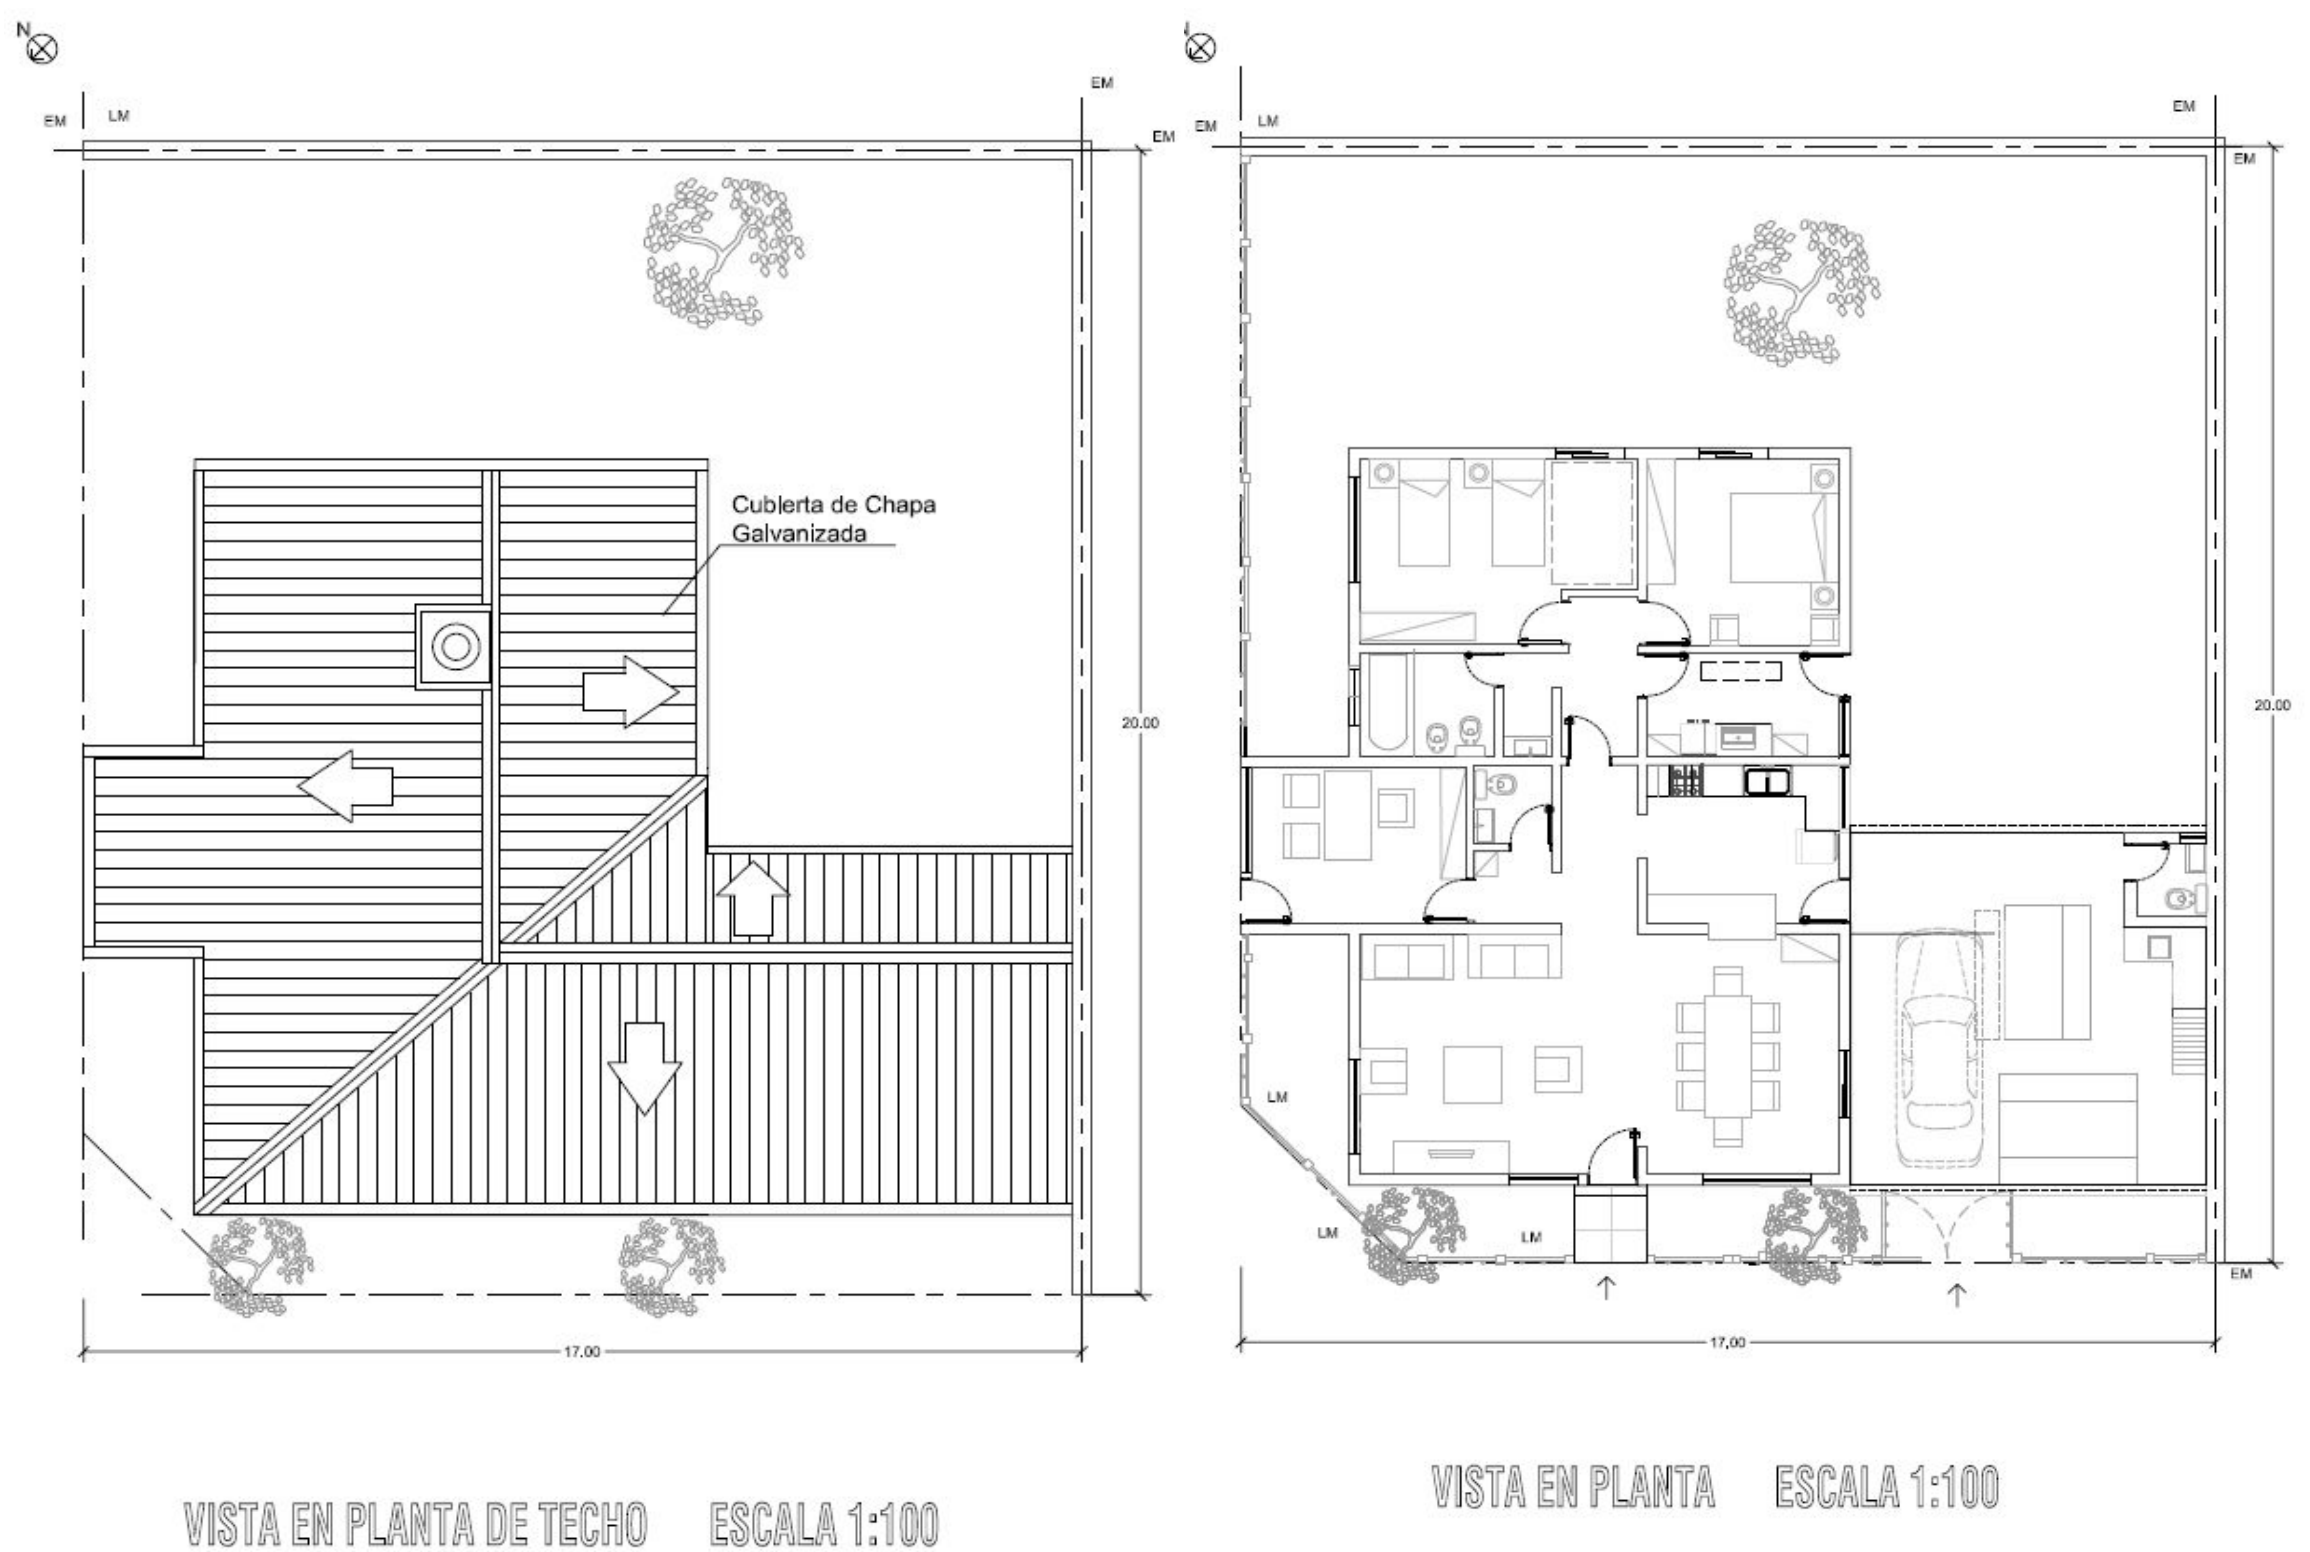 N
EM
LM
EM
EM
Cubierta de Chapa
Galvanizada
20.00
17.00
VISTA EN PLANTA DE TECHO ESCALA 1:100
EM
LM
EM
EM
20.00
LM
LM
LM
EM
17,00
VISTA EN PLANTA ESCALA 1:100